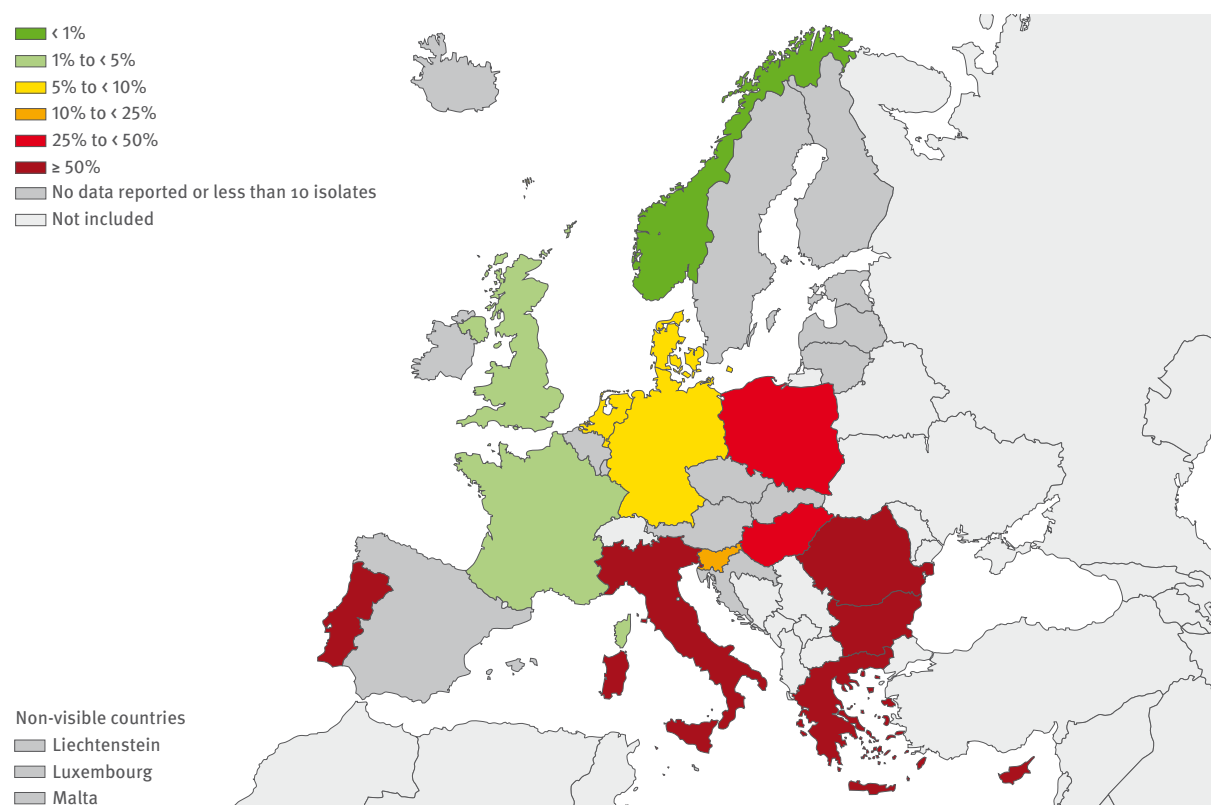 < 1%
1% to < 5%
5% to < 10%
10% to < 25%
25% to < 50%
≥ 50%
No data reported or less than 10 isolates
Not included
Non-visible countries
Liechtenstein
Luxembourg
Malta